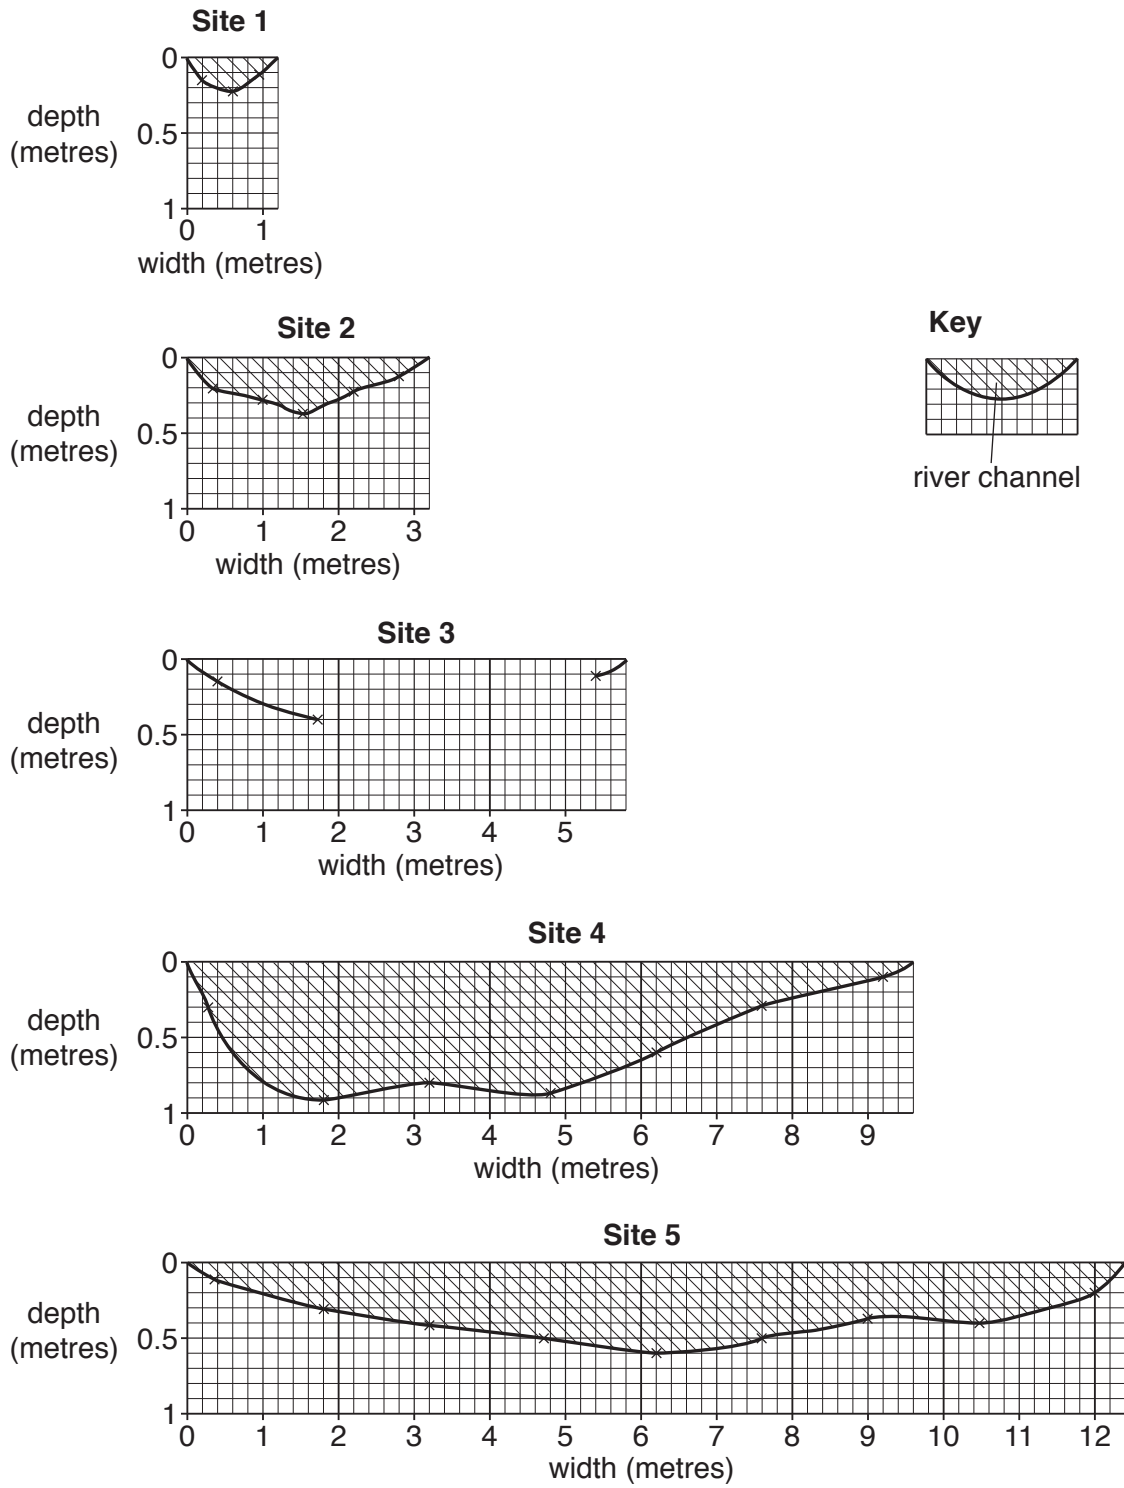 Site 1
0
depth
(metres)
0.5
1
0 1
width (metres)
Site 2
0
depth
(metres)
0.5
1
0 1 2 3
width (metres)
Key
river channel
Site 3
0
depth
(metres)
0.5
1
0 1 2 3 4 5
width (metres)
Site 4
0
depth
(metres)
0.5
1
0 1 2 3 4 5 6 7 8 9
width (metres)
Site 5
0
depth
(metres)
0.5
1
0 1 2 3 4 5 6 7 8 9 10 11 12
width (metres)